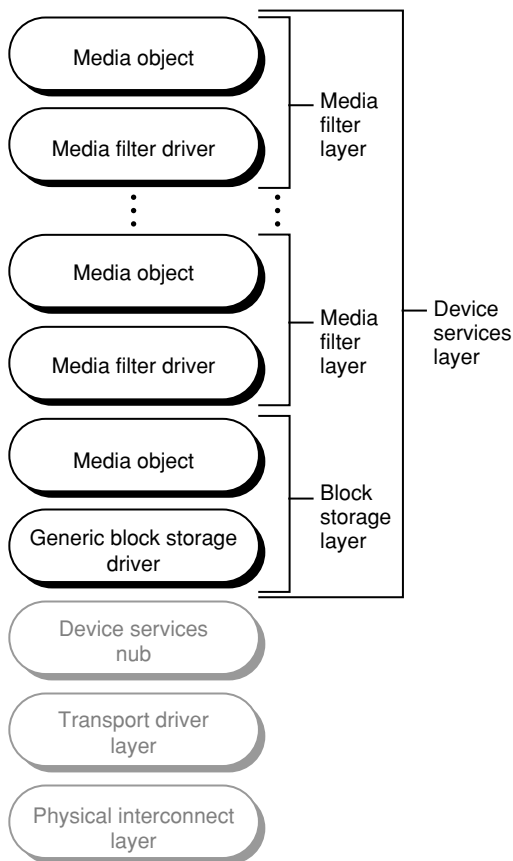 Media object
Media filter driver
Media
filter
layer
Media object
Media filter driver
Media
filter
layer
Device
services
layer
Media object
Generic block storage
driver
Block
storage
layer
Device services
nub
Transport driver
layer
Physical interconnect
layer